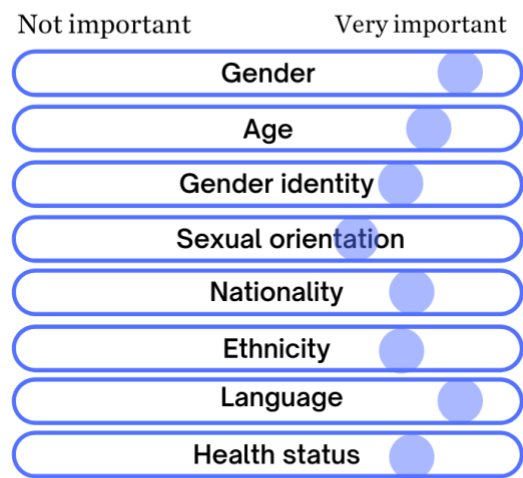 Not important Very important
Gender
Age
Gender identity
Sexual orientation
Nationality
Ethnicity
Language
Health status